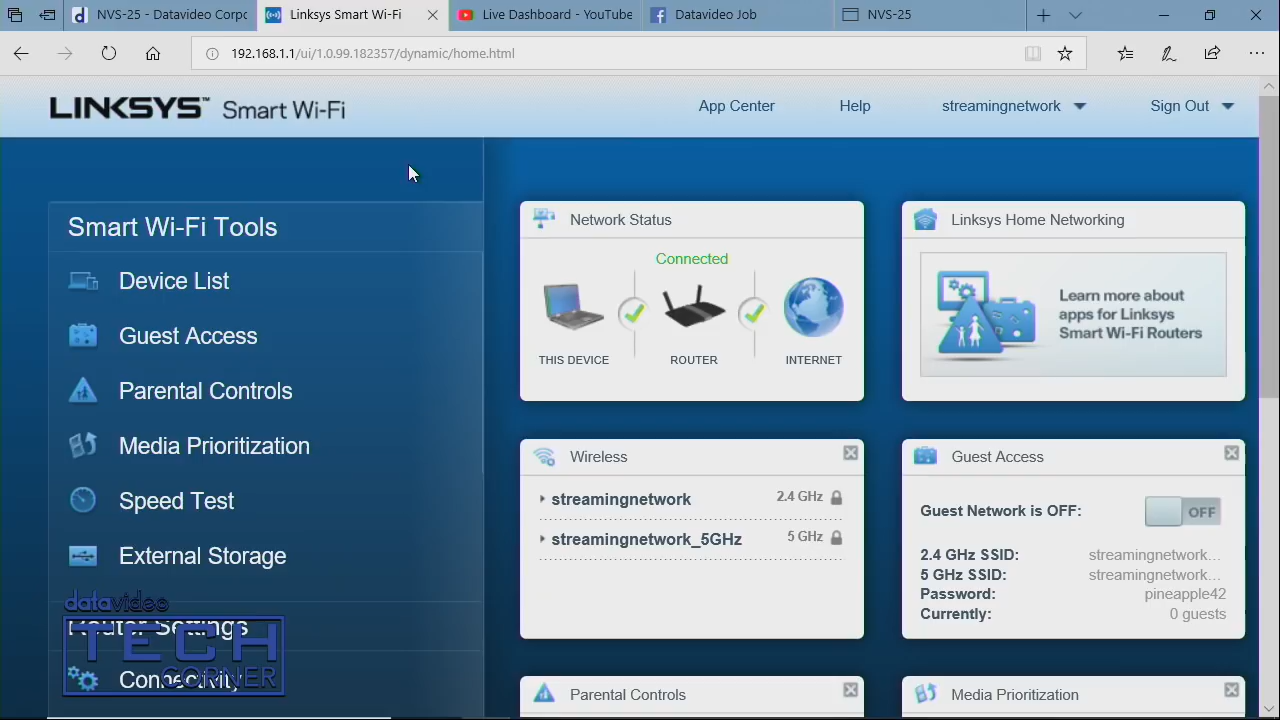 NVS-25 - Datavideo Corpo
Linksys Smart Wi-Fi
Live Dashboard - YouTube
Datavideo Job
NVS-25
192.168.1.1/ui/1.0.99.182357/dynamic/home.html
LINKSYS™ Smart Wi-Fi
App Center
Help
streamingnetwork
Sign Out
Smart Wi-Fi Tools
Device List
Guest Access
Parental Controls
Media Prioritization
Speed Test
External Storage
Router Settings
Connectivity
datavideo
TECH
CORNER
Network Status
Connected
THIS DEVICE
ROUTER
INTERNET
Linksys Home Networking
Learn more about
apps for Linksys
Smart Wi-Fi Routers
Wireless
streamingnetwork 2.4 GHz
streamingnetwork_5GHz 5 GHz
Guest Access
Guest Network is OFF: OFF
2.4 GHz SSID: streamingnetwork...
5 GHz SSID: streamingnetwork...
Password: pineapple42
Currently: 0 guests
Parental Controls
Media Prioritization